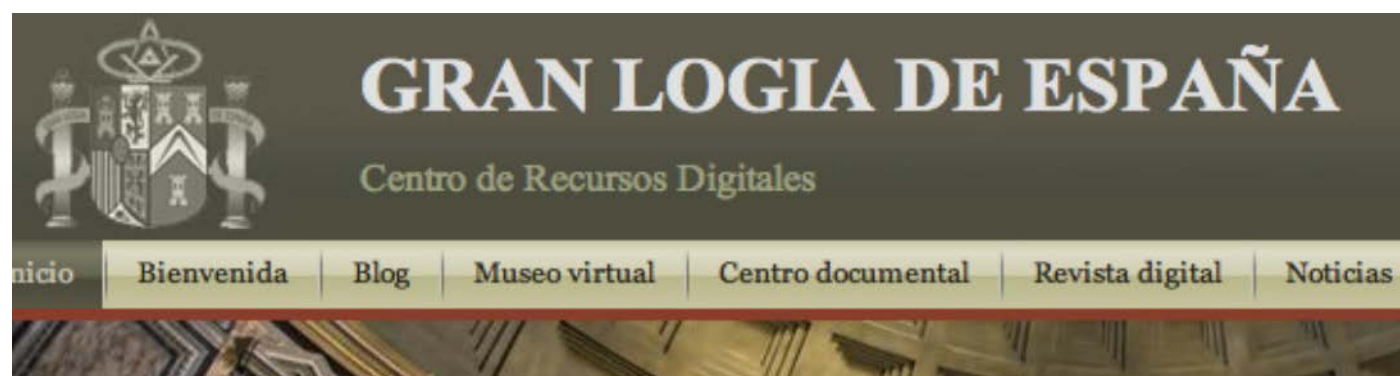 GRAN LOGIA DE ESPAÑA
Centro de Recursos Digitales
nicio Bienvenida Blog Museo virtual Centro documental Revista digital Noticias